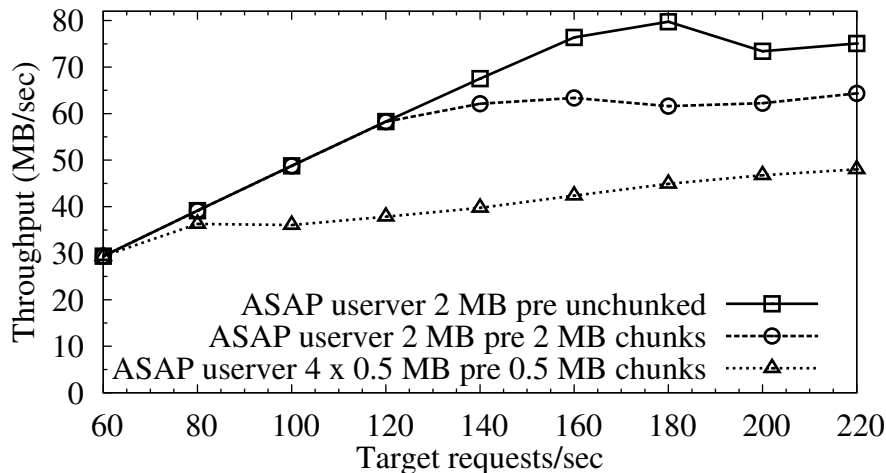 80
70
60
50
40
30
20
10
0
Throughput (MB/sec)
ASAP userver 2 MB pre unchunked
ASAP userver 2 MB pre 2 MB chunks
ASAP userver 4 x 0.5 MB pre 0.5 MB chunks
60 80 100 120 140 160 180 200 220
Target requests/sec